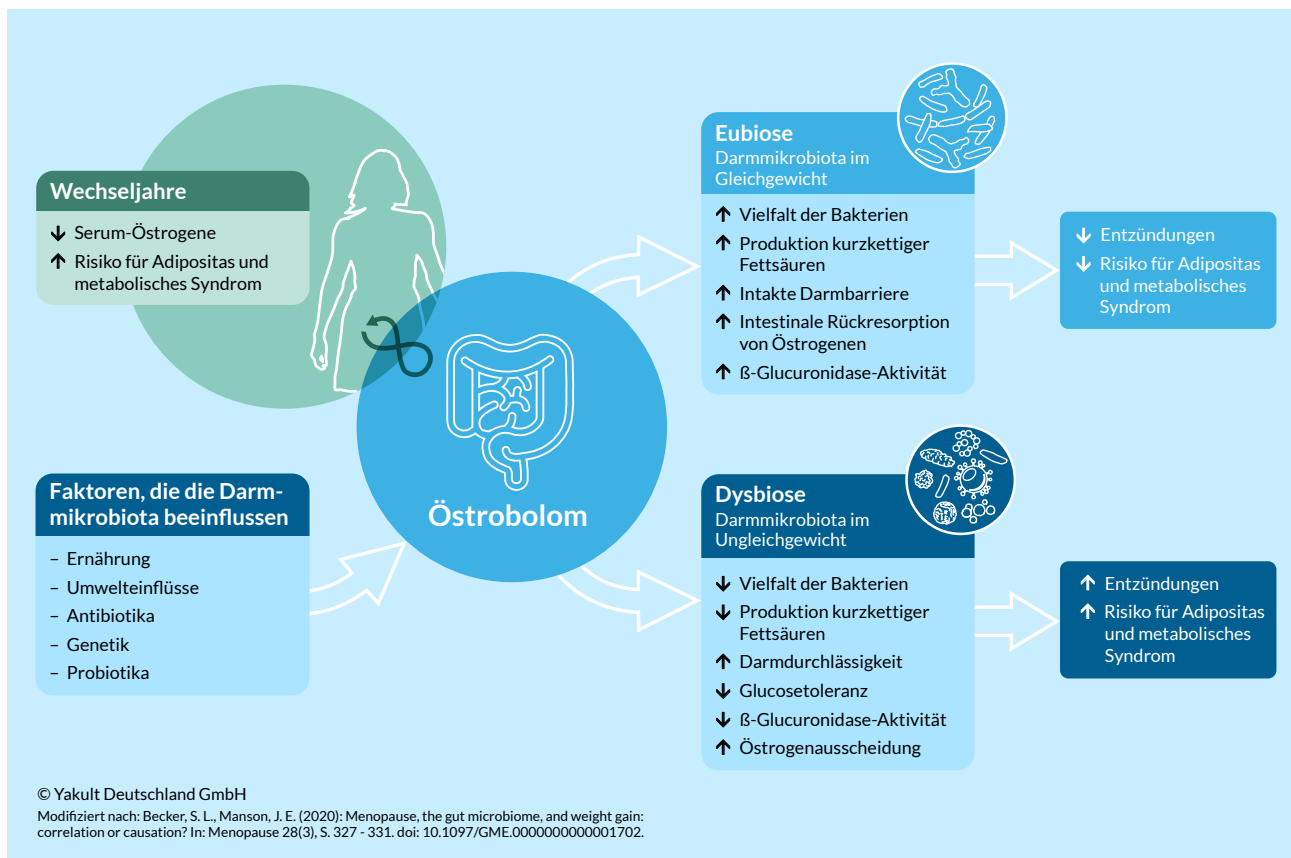 Wechseljahre
↓ Serum-Östrogene
↑ Risiko für Adipositas und
metabolisches Syndrom
Faktoren, die die Darm-
mikrobiota beeinflussen
– Ernährung
– Umwelteinflüsse
– Antibiotika
– Genetik
– Probiotika
Östrobolom
Eubiose
Darmmikrobiota im
Gleichgewicht
↑ Vielfalt der Bakterien
↑ Produktion kurzkettiger
Fettsäuren
↑ Intakte Darmbarriere
↑ Intestinale Rückresorption
von Östrogenen
↑ ß-Glucuronidase-Aktivität
↓ Entzündungen
↓ Risiko für Adipositas
und metabolisches
Syndrom
Dysbiose
Darmmikrobiota im
Ungleichgewicht
↓ Vielfalt der Bakterien
↓ Produktion kurzkettiger
Fettsäuren
↑ Darmdurchlässigkeit
↓ Glucosetoleranz
↓ ß-Glucuronidase-Aktivität
↑ Östrogenausscheidung
↑ Entzündungen
↑ Risiko für Adipositas
und metabolisches
Syndrom
© Yakult Deutschland GmbH
Modifiziert nach: Becker, S. L., Manson, J. E. (2020): Menopause, the gut microbiome, and weight gain:
correlation or causation? In: Menopause 28(3), S. 327 - 331. doi: 10.1097/GME.0000000000001702.